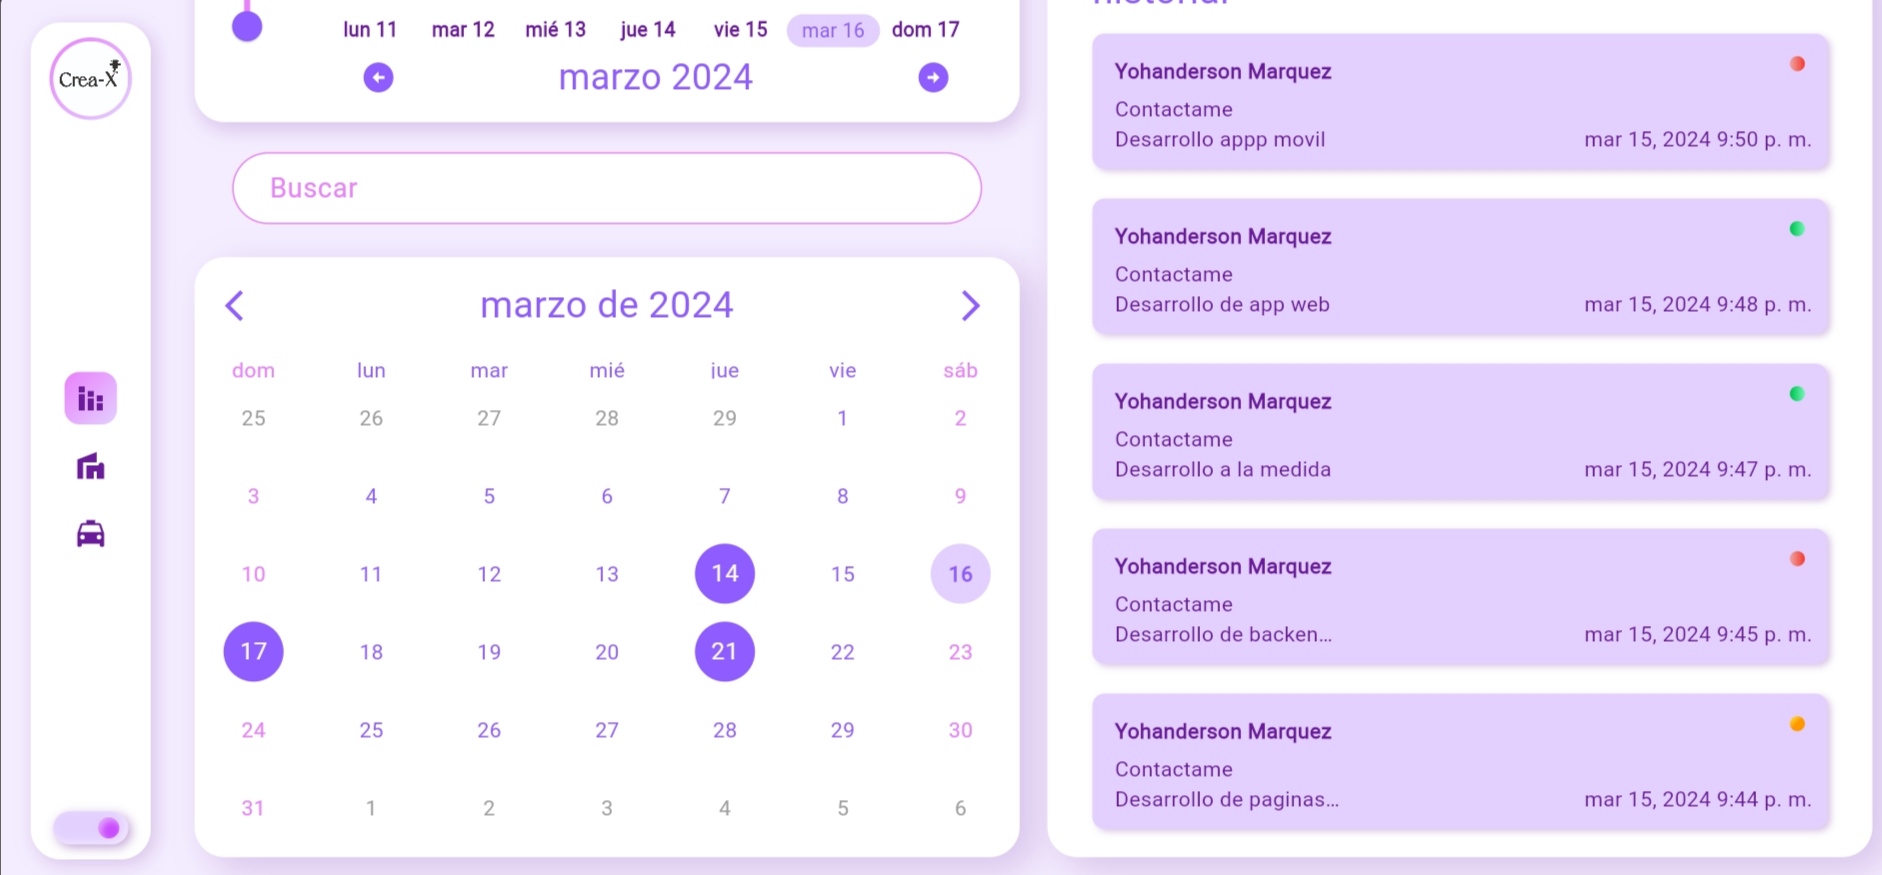 Crea-X
lun 11 mar 12 mié 13 jue 14 vie 15 mar 16 dom 17
marzo 2024
Buscar
marzo de 2024
dom lun mar mié jue vie sáb
25 26 27 28 29 1 2
3 4 5 6 7 8 9
10 11 12 13 14 15 16
17 18 19 20 21 22 23
24 25 26 27 28 29 30
31 1 2 3 4 5 6
historial
Yohanderson Marquez
Contactame
Desarrollo appp movil mar 15, 2024 9:50 p. m.
Yohanderson Marquez
Contactame
Desarrollo de app web mar 15, 2024 9:48 p. m.
Yohanderson Marquez
Contactame
Desarrollo a la medida mar 15, 2024 9:47 p. m.
Yohanderson Marquez
Contactame
Desarrollo de backen... mar 15, 2024 9:45 p. m.
Yohanderson Marquez
Contactame
Desarrollo de paginas... mar 15, 2024 9:44 p. m.